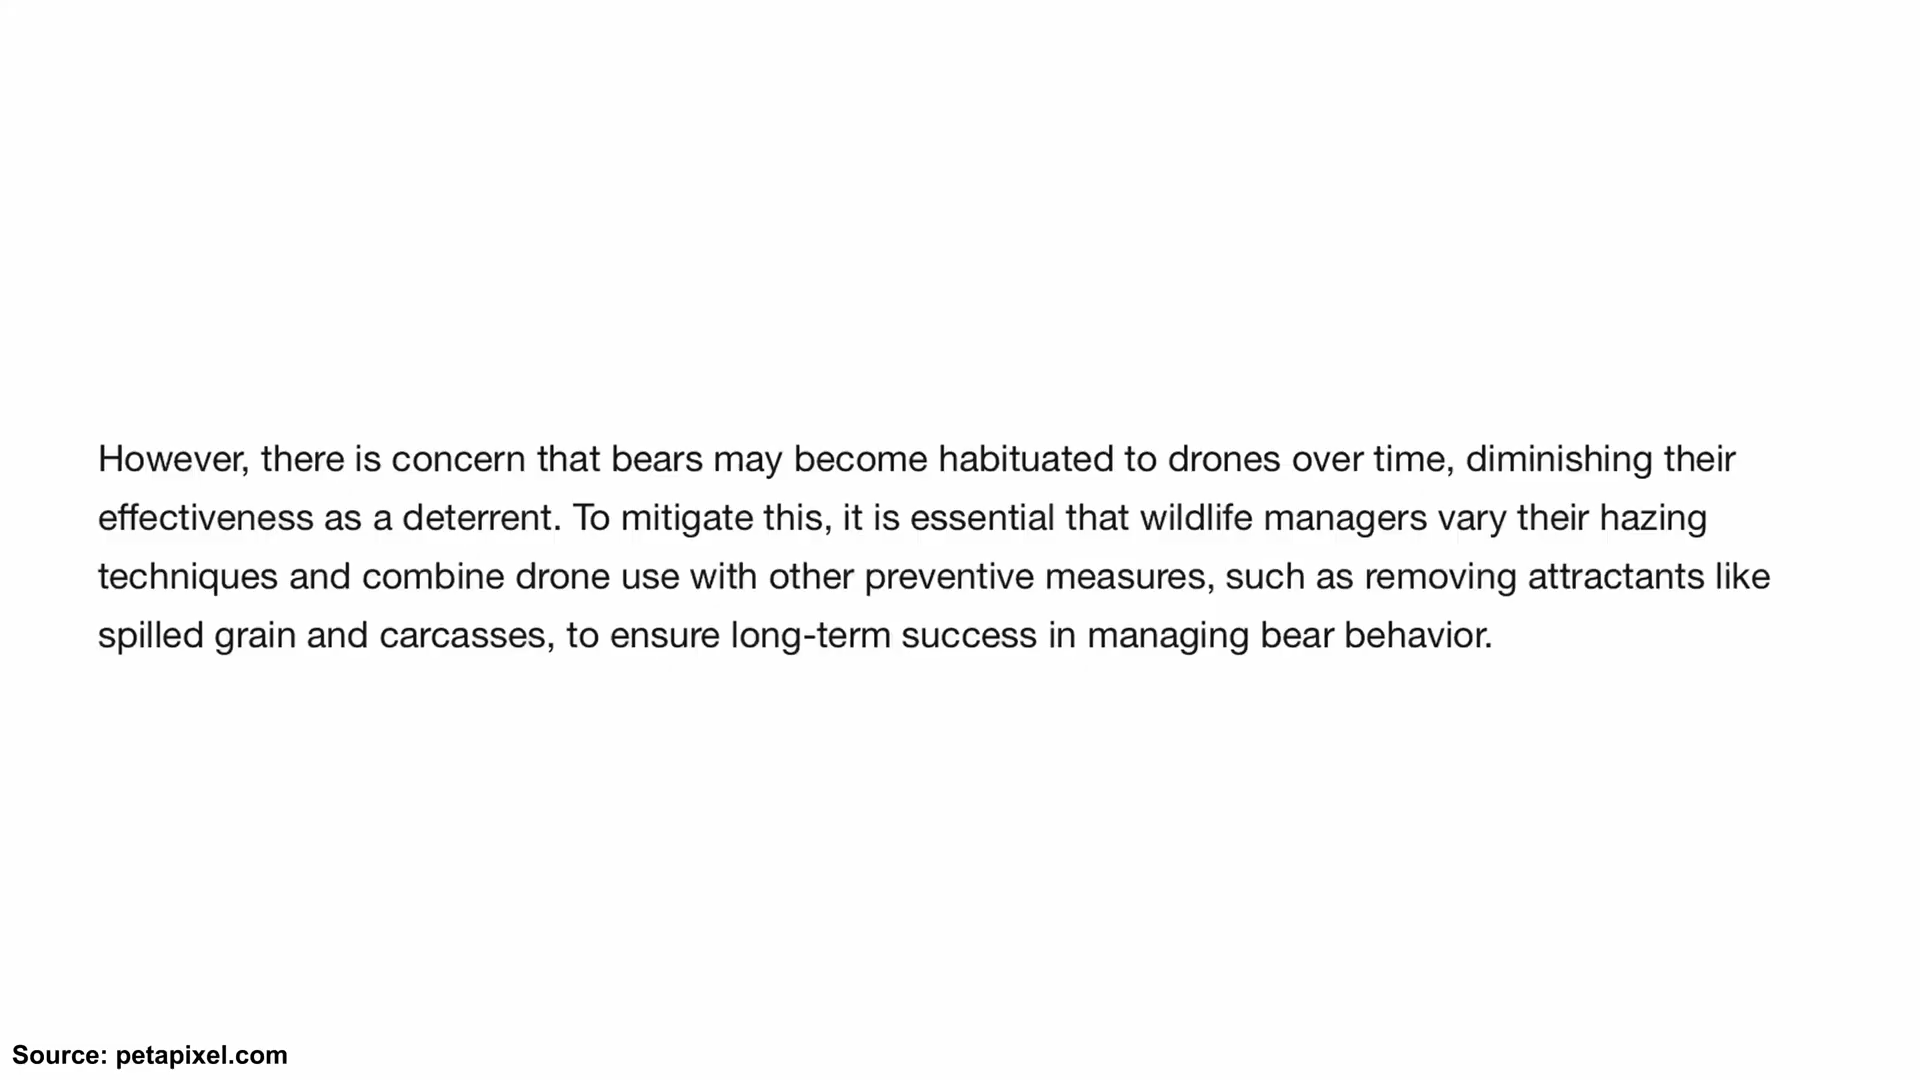 However, there is concern that bears may become habituated to drones over time, diminishing their
effectiveness as a deterrent. To mitigate this, it is essential that wildlife managers vary their hazing
techniques and combine drone use with other preventive measures, such as removing attractants like
spilled grain and carcasses, to ensure long-term success in managing bear behavior.
Source: petapixel.com